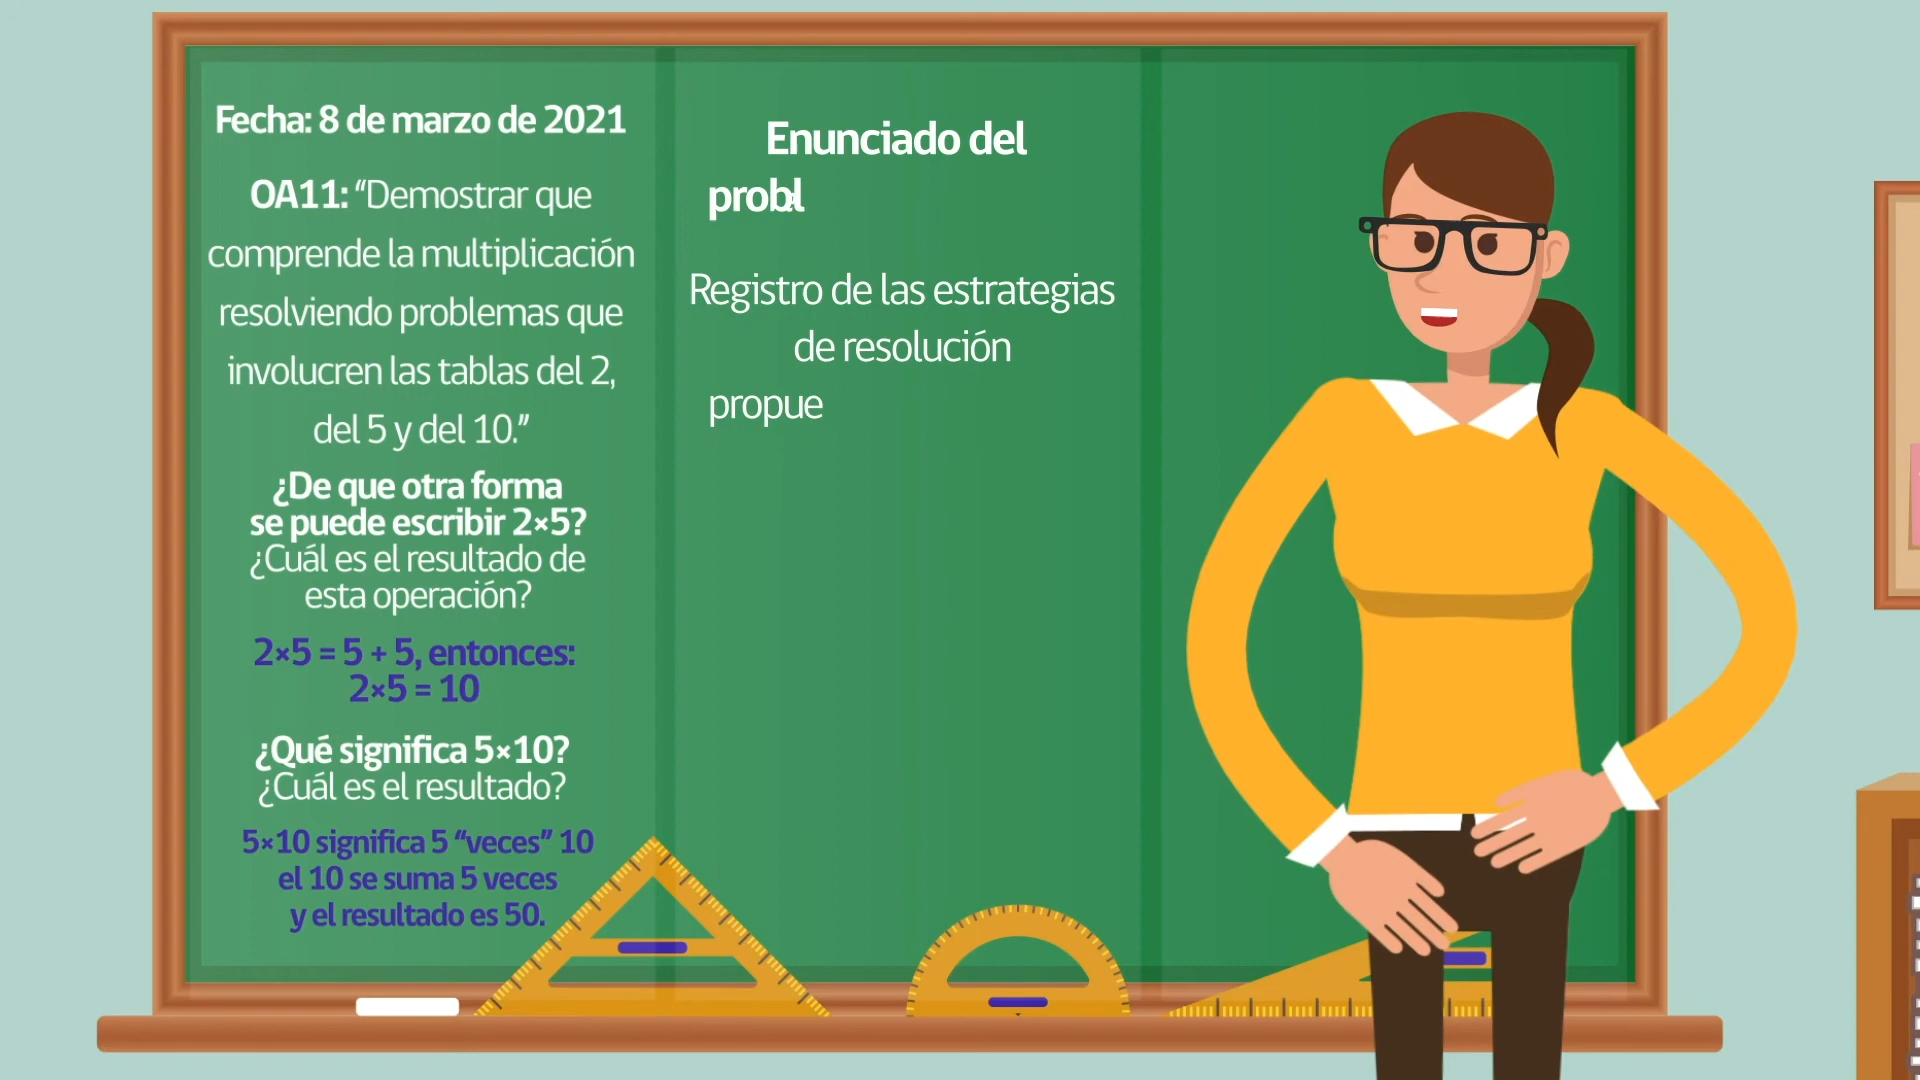 Fecha: 8 de marzo de 2021
OA11: “Demostrar que
comprende la multiplicación
resolviendo problemas que
involucren las tablas del 2,
del 5 y del 10.”
¿De que otra forma
se puede escribir 2×5?
¿Cuál es el resultado de
esta operación?
2×5 = 5 + 5, entonces:
2×5 = 10
¿Qué significa 5×10?
¿Cuál es el resultado?
5×10 significa 5 “veces” 10
el 10 se suma 5 veces
y el resultado es 50.
Enunciado del
probl
Registro de las estrategias
de resolución
propue